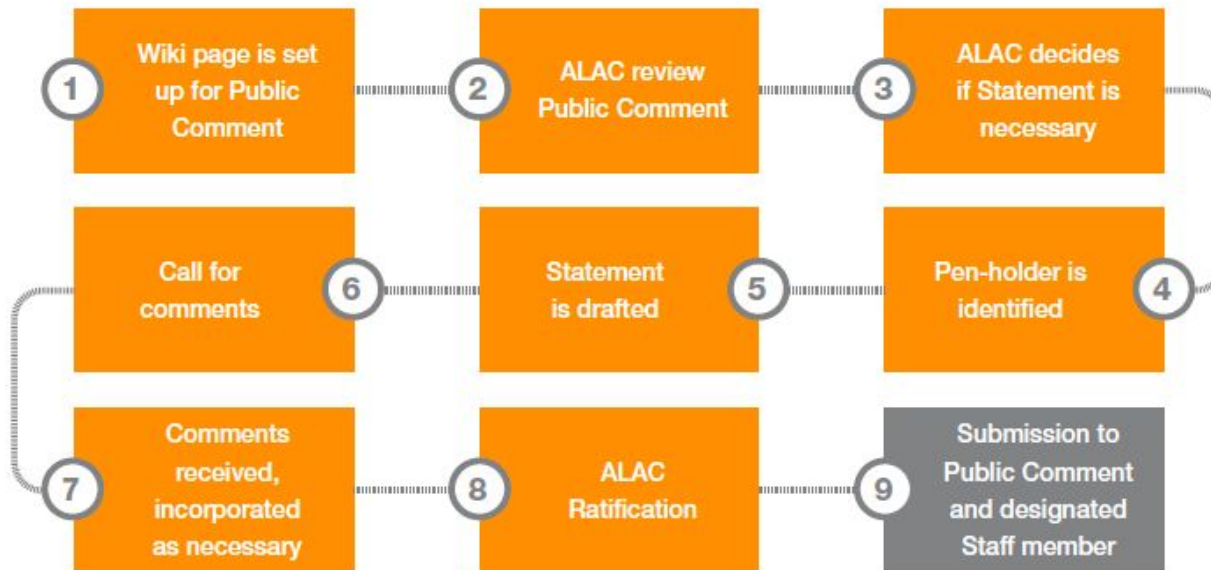 1
Wiki page is set
up for Public
Comment
2
ALAC review
Public Comment
3
ALAC decides
if Statement is
necessary
4
Pen-holder is
identified
5
Statement
is drafted
6
Call for
comments
7
Comments
received,
incorporated
as necessary
8
ALAC
Ratification
9
Submission to
Public Comment
and designated
Staff member